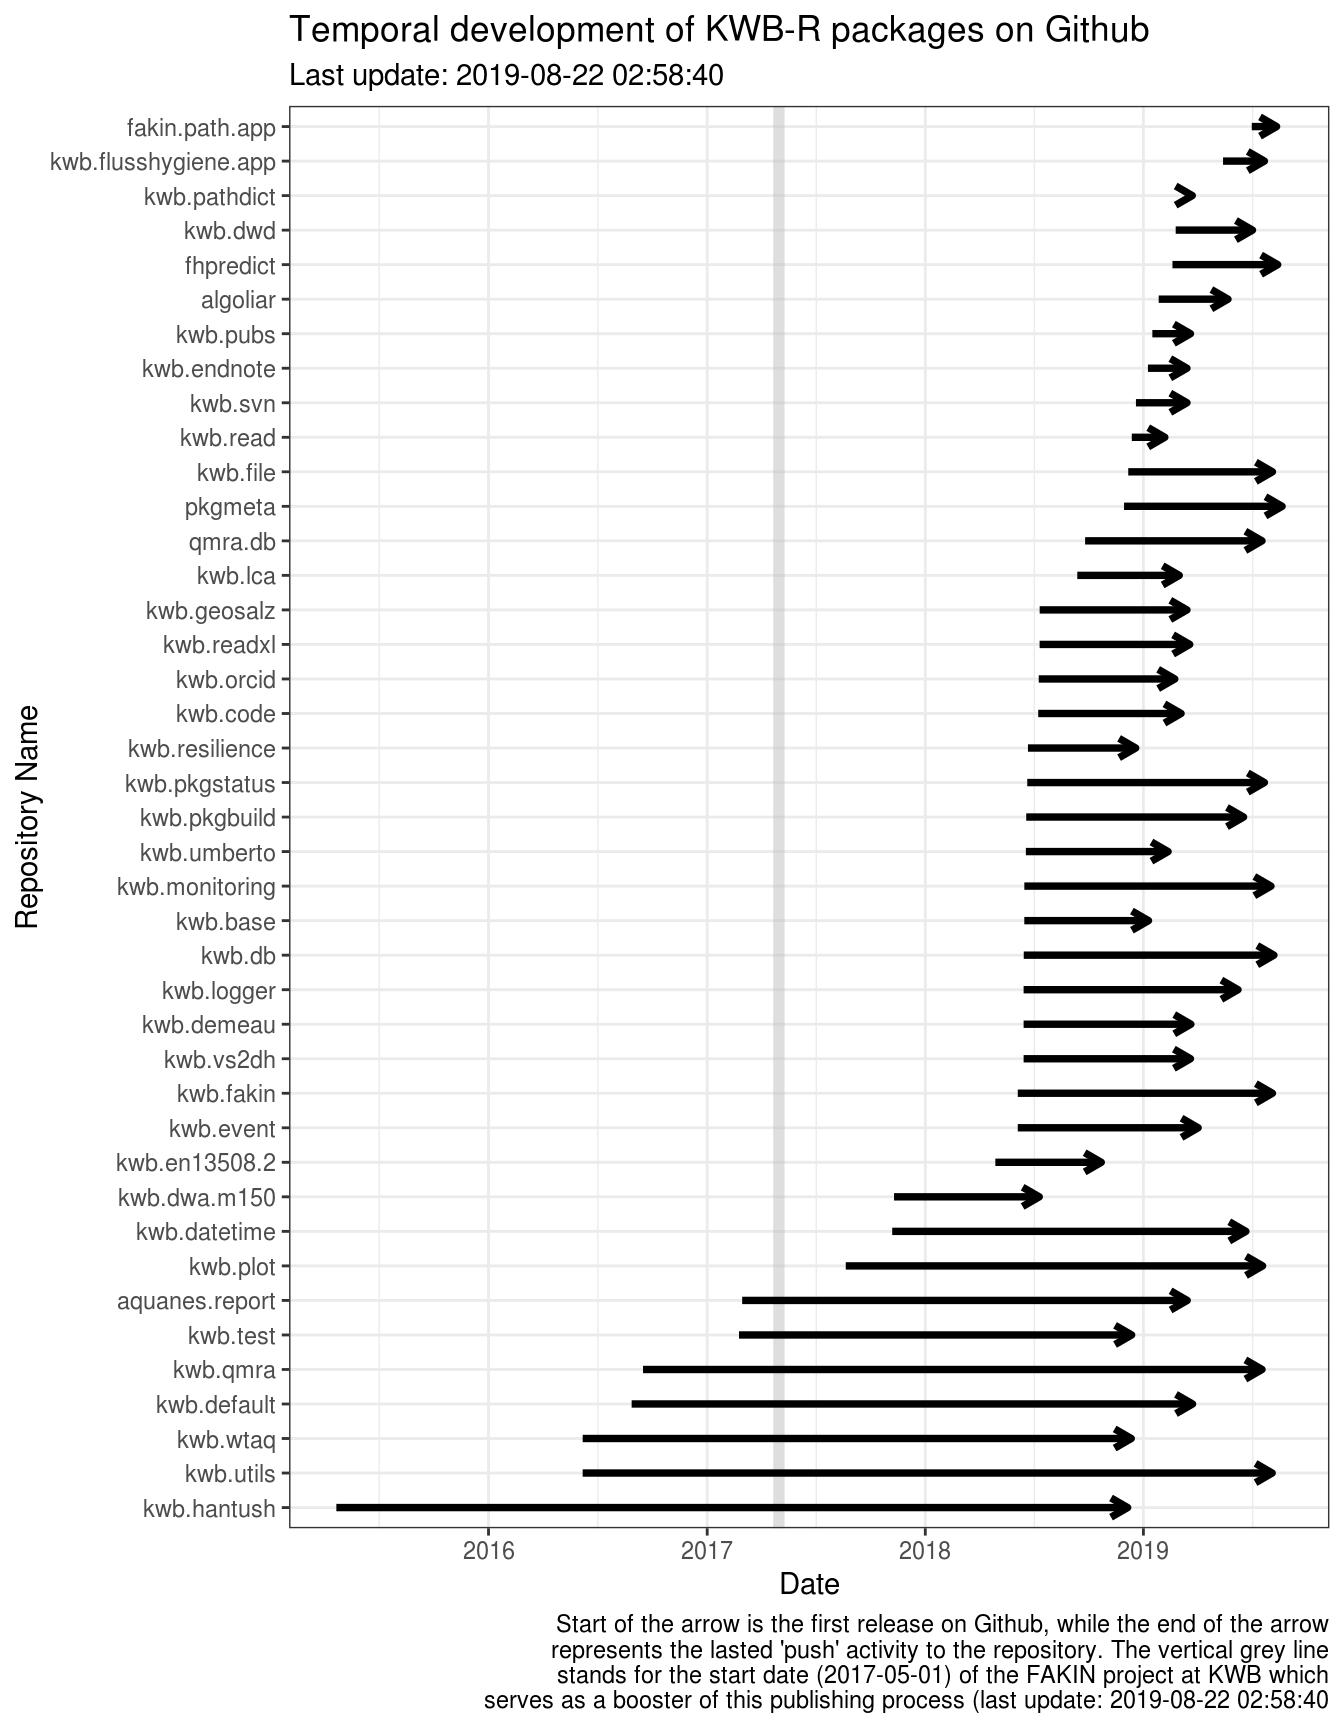 Temporal development of KWB-R packages on Github
Last update: 2019-08-22 02:58:40
fakin.path.app
kwb.flusshygiene.app
kwb.pathdict
kwb.dwd
fhpredict
algoliar
kwb.pubs
kwb.endnote
kwb.svn
kwb.read
kwb.file
pkgmeta
qmra.db
kwb.lca
kwb.geosalz
kwb.readxl
kwb.orcid
kwb.code
kwb.resilience
kwb.pkgstatus
kwb.pkgbuild
kwb.umberto
kwb.monitoring
kwb.base
kwb.db
kwb.logger
kwb.demeau
kwb.vs2dh
kwb.fakin
kwb.event
kwb.en13508.2
kwb.dwa.m150
kwb.datetime
kwb.plot
aquanes.report
kwb.test
kwb.qmra
kwb.default
kwb.wtaq
kwb.utils
kwb.hantush
Repository Name
2016 2017 2018 2019
Date
Start of the arrow is the first release on Github, while the end of the arrow
represents the lasted 'push' activity to the repository. The vertical grey line
stands for the start date (2017-05-01) of the FAKIN project at KWB which
serves as a booster of this publishing process (last update: 2019-08-22 02:58:40